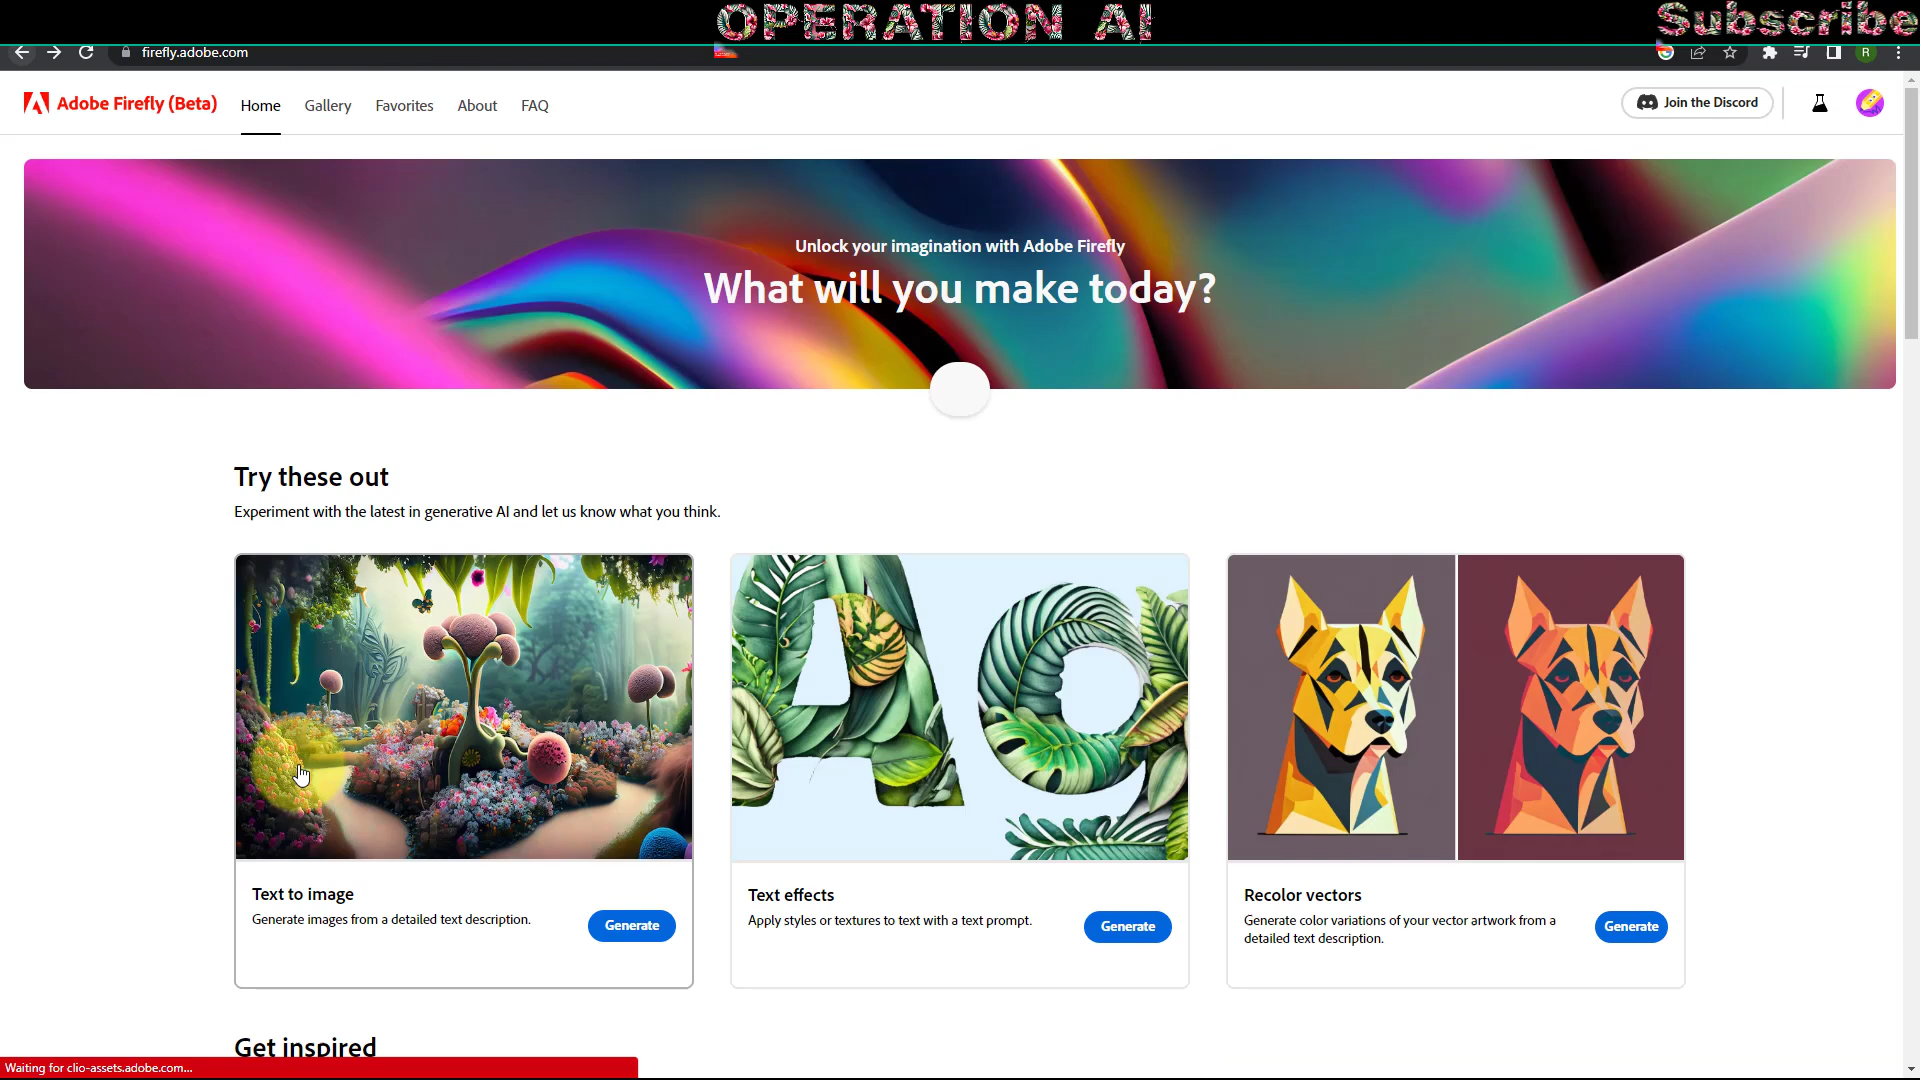 OPERATION AI
Subscribe
firefly.adobe.com
R
Adobe Firefly (Beta)
Home
Gallery
Favorites
About
FAQ
Join the Discord
Unlock your imagination with Adobe Firefly
What will you make today?
Try these out
Experiment with the latest in generative AI and let us know what you think.
Text to image
Generate images from a detailed text description.
Generate
Text effects
Apply styles or textures to text with a text prompt.
Generate
Recolor vectors
Generate color variations of your vector artwork from a
detailed text description.
Generate
Get inspired
Waiting for clio-assets.adobe.com...